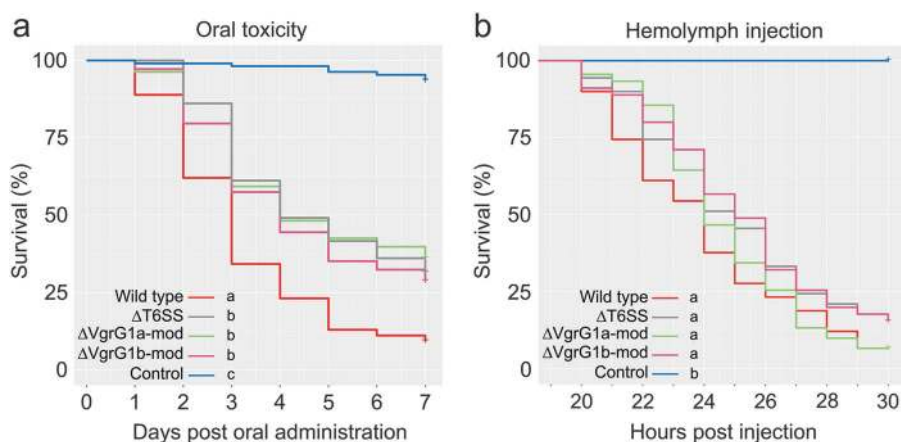 a Oral toxicity
100
75
50
25
0
Survival (%)
Wild type a
ΔT6SS b
ΔVgrG1a-mod b
ΔVgrG1b-mod b
Control c
0 1 2 3 4 5 6 7
Days post oral administration
b Hemolymph injection
100
75
50
25
0
Survival (%)
Wild type a
ΔT6SS a
ΔVgrG1a-mod a
ΔVgrG1b-mod a
Control b
20 22 24 26 28 30
Hours post injection